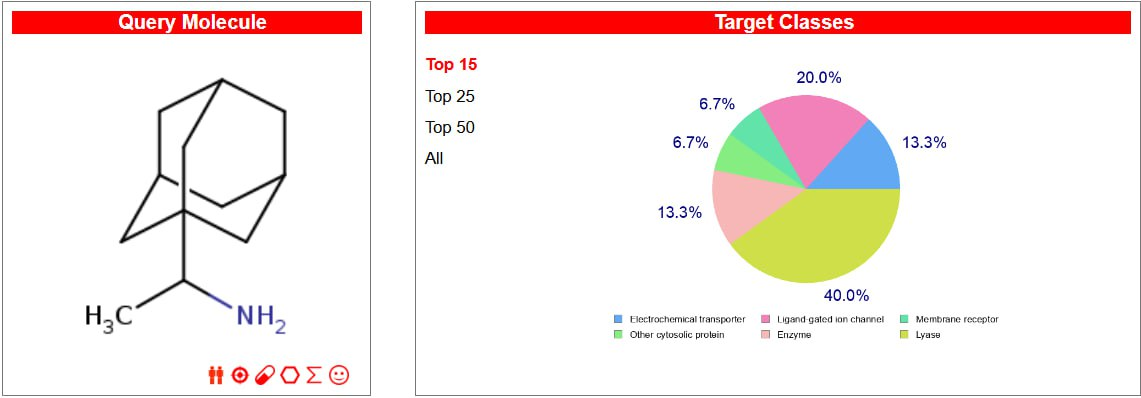 Query Molecule
H3C
NH2
Target Classes
Top 15
Top 25
Top 50
All
20.0%
6.7%
13.3%
6.7%
13.3%
40.0%
Electrochemical transporter
Ligand-gated ion channel
Membrane receptor
Other cytosolic protein
Enzyme
Lyase